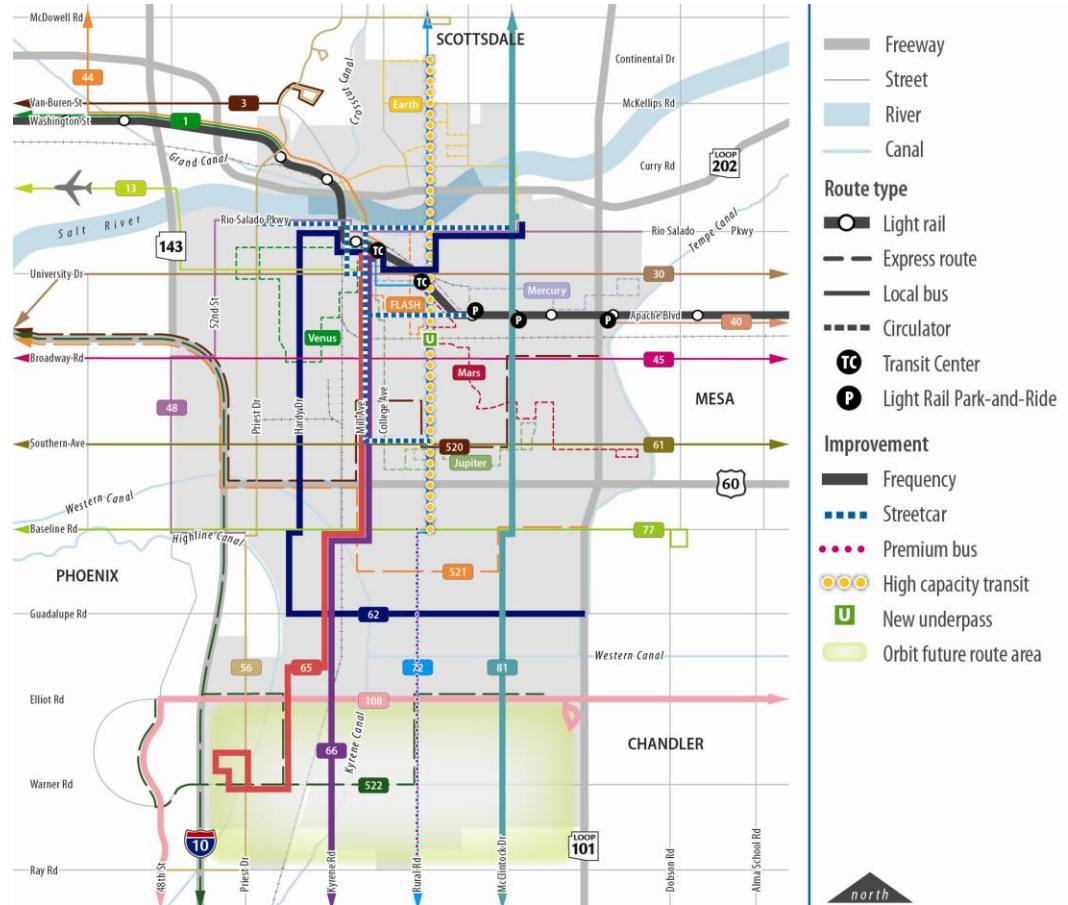 McDowell Rd
SCOTTSDALE
Continental Dr
Crosscut Canal
44
Earth
Van Buren St
3
McKellips Rd
Washington St
1
Grand Canal
Curry Rd
LOOP
202
13
Tempe Canal
Salt River
Rio Salado Pkwy
Rio Salado Pkwy
143
TC
University Dr
30
TC
52nd St
Mercury
FLASH
P
P
P
Apache Blvd
40
Venus
U
Broadway Rd
45
Mars
MESA
48
Priest Dr
Hardy Dr
Mill Ave
College Ave
Southern Ave
520
61
Jupiter
60
Western Canal
Baseline Rd
77
Highline Canal
PHOENIX
521
Guadalupe Rd
62
Western Canal
56
65
72
81
Elliot Rd
108
66
Kyrene Canal
CHANDLER
Warner Rd
522
10
LOOP
101
Ray Rd
48th St
Priest Dr
Kyrene Rd
Rural Rd
McClintock Dr
Dobson Rd
Alma School Rd
Freeway
Street
River
Canal
Route type
Light rail
Express route
Local bus
Circulator
TC
Transit Center
P
Light Rail Park-and-Ride
Improvement
Frequency
Streetcar
Premium bus
High capacity transit
U
New underpass
Orbit future route area
north